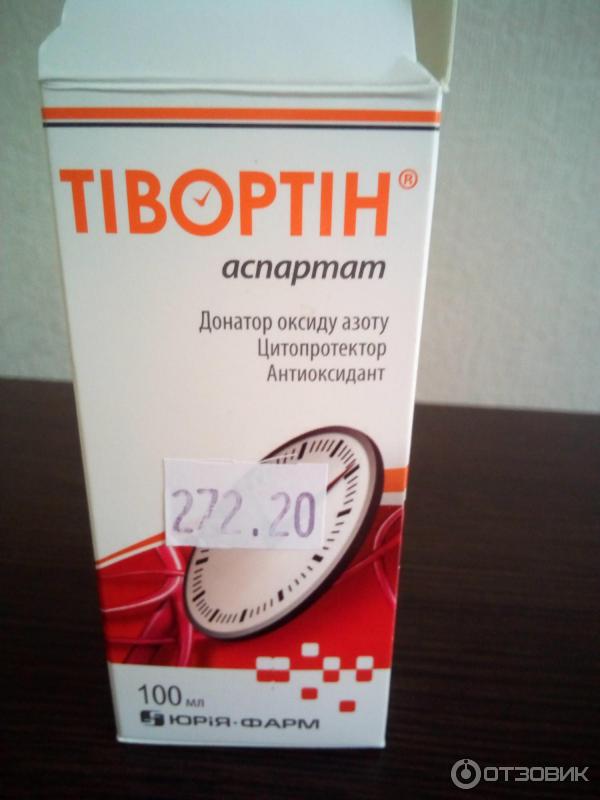 ТІВОРТІН®
аспартат
Донатор оксиду азоту
Цитопротектор
Антиоксидант
272.20
100 мл
ЮРіЯ·ФАРМ
ОТЗОВИК